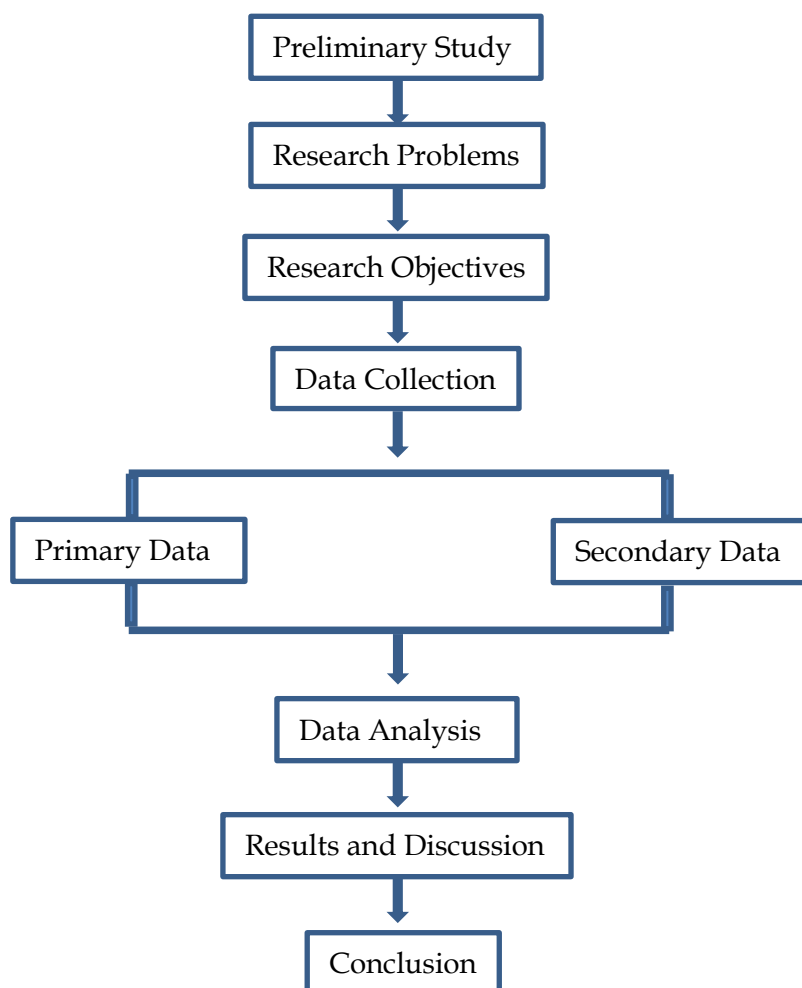 Preliminary Study
Research Problems
Research Objectives
Data Collection
Primary Data
Secondary Data
Data Analysis
Results and Discussion
Conclusion